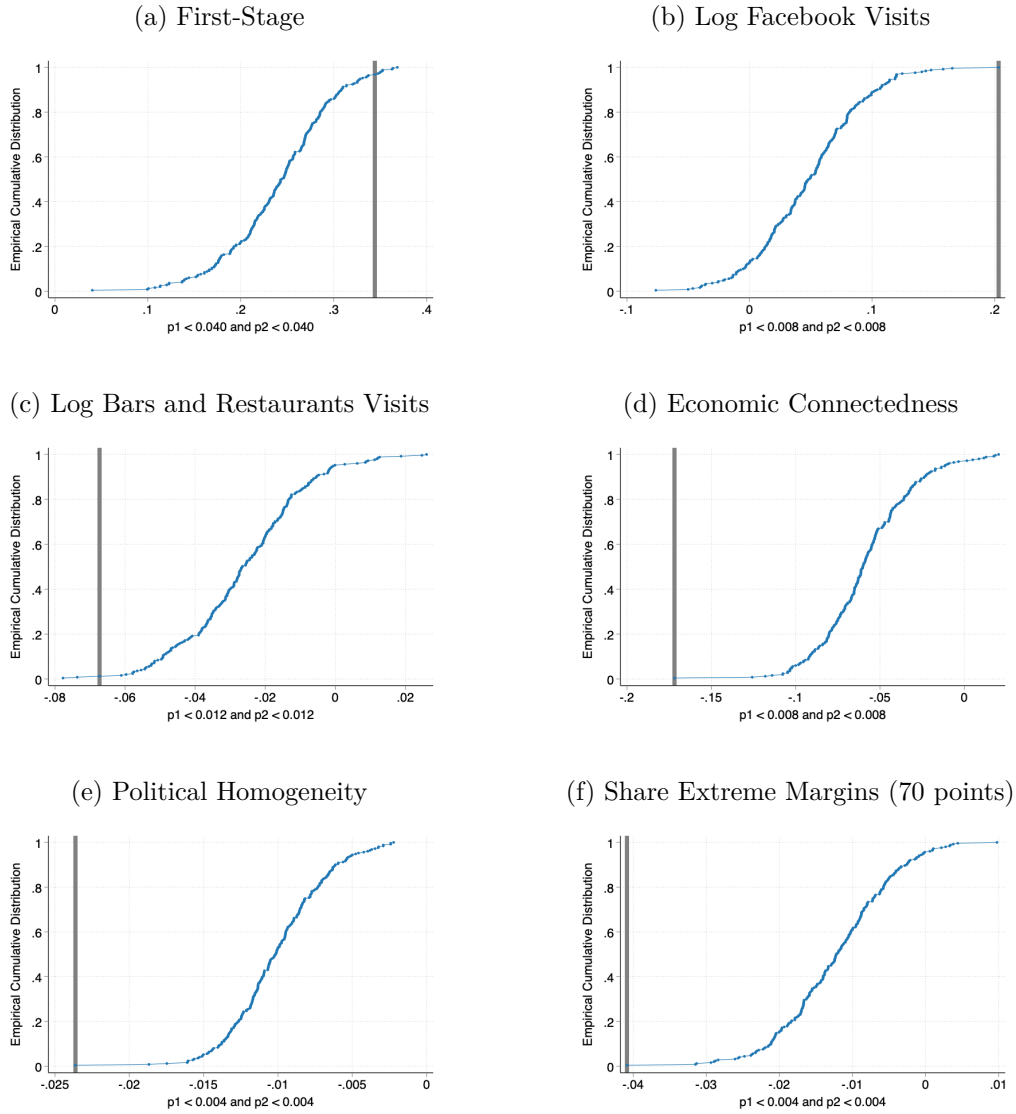 (a) First-Stage
(b) Log Facebook Visits
Empirical Cumulative Distribution
1
.8
.6
.4
.2
0
0 .1 .2 .3 .4
p1 < 0.040 and p2 < 0.040
Empirical Cumulative Distribution
1
.8
.6
.4
.2
0
-.1 0 .1 .2
p1 < 0.008 and p2 < 0.008
(c) Log Bars and Restaurants Visits
(d) Economic Connectedness
Empirical Cumulative Distribution
1
.8
.6
.4
.2
0
-.08 -.06 -.04 -.02 0 .02
p1 < 0.012 and p2 < 0.012
Empirical Cumulative Distribution
1
.8
.6
.4
.2
0
-.2 -.15 -.1 -.05 0
p1 < 0.008 and p2 < 0.008
(e) Political Homogeneity
(f) Share Extreme Margins (70 points)
Empirical Cumulative Distribution
1
.8
.6
.4
.2
0
-.025 -.02 -.015 -.01 -.005 0
p1 < 0.004 and p2 < 0.004
Empirical Cumulative Distribution
1
.8
.6
.4
.2
0
-.04 -.03 -.02 -.01 0 .01
p1 < 0.004 and p2 < 0.004